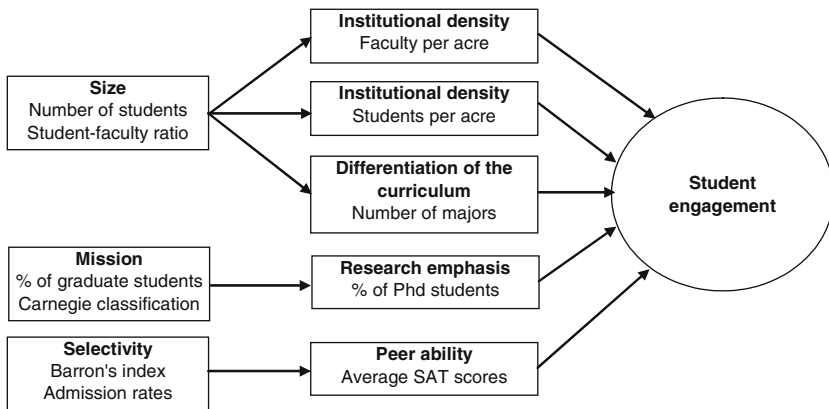 Institutional density
Faculty per acre
Size
Number of students
Student-faculty ratio
Institutional density
Students per acre
Differentiation of the
curriculum
Number of majors
Student
engagement
Mission
% of graduate students
Carnegie classification
Research emphasis
% of Phd students
Selectivity
Barron's index
Admission rates
Peer ability
Average SAT scores